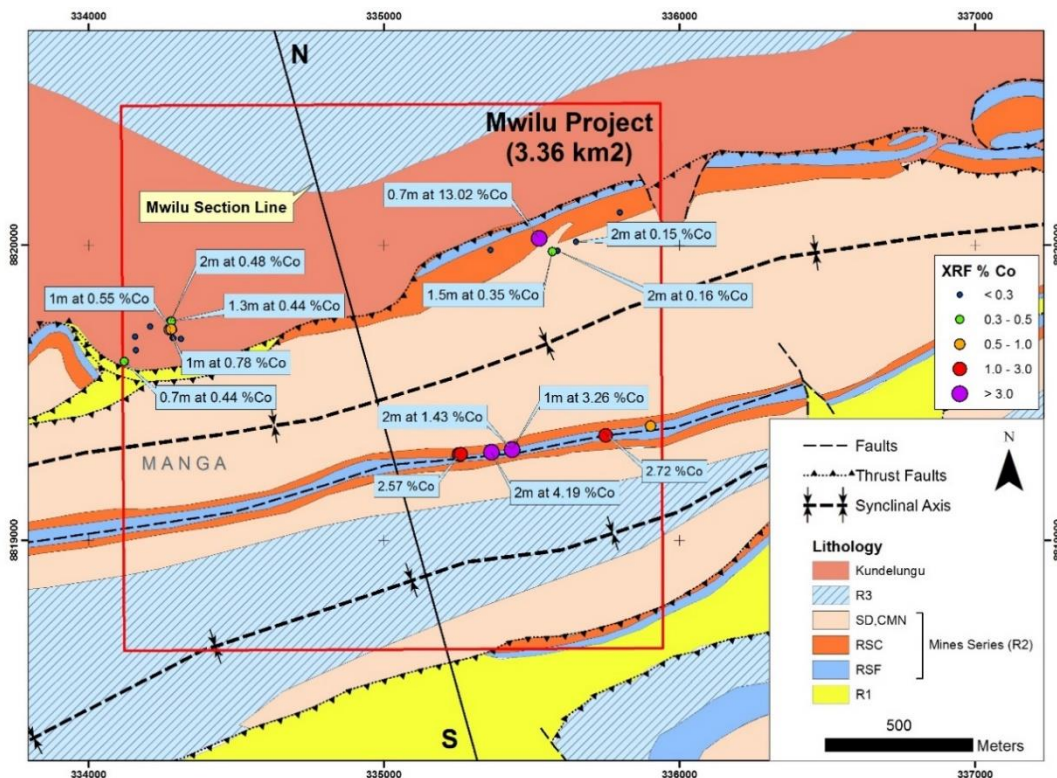 334000
335000
336000
337000
N
Mwilu Project
(3.36 km2)
0.7m at 13.02 %Co
Mwilu Section Line
8820000
8820000
2m at 0.15 %Co
2m at 0.48 %Co
XRF % Co
1m at 0.55 %Co
1.3m at 0.44 %Co
1.5m at 0.35 %Co
2m at 0.16 %Co
< 0.3
0.3 - 0.5
0.5 - 1.0
1.0 - 3.0
> 3.0
1m at 0.78 %Co
0.7m at 0.44 %Co
2m at 1.43 %Co
1m at 3.26 %Co
MANGA
2.57 %Co
2m at 4.19 %Co
2.72 %Co
Faults
Thrust Faults
Synclinal Axis
N
8819000
8819000
Lithology
Kundelungu
R3
SD,CMN
RSC
RSF
Mines Series (R2)
R1
500
Meters
S
334000
335000
336000
337000